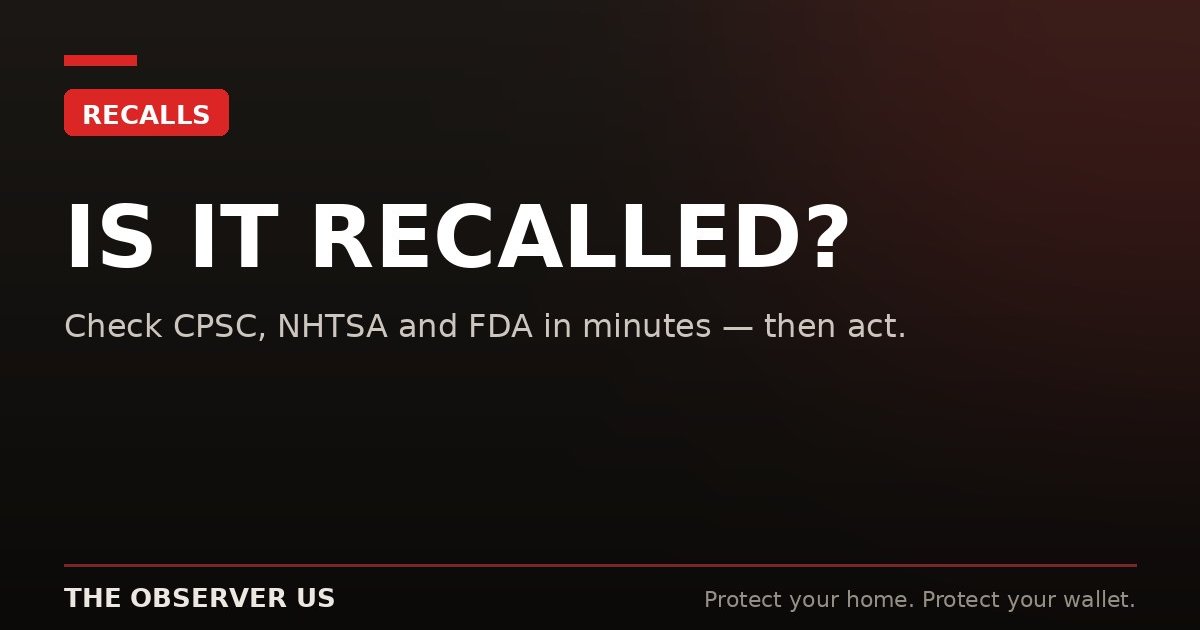 RECALLS
IS IT RECALLED?
Check CPSC, NHTSA and FDA in minutes — then act.
THE OBSERVER US
Protect your home. Protect your wallet.